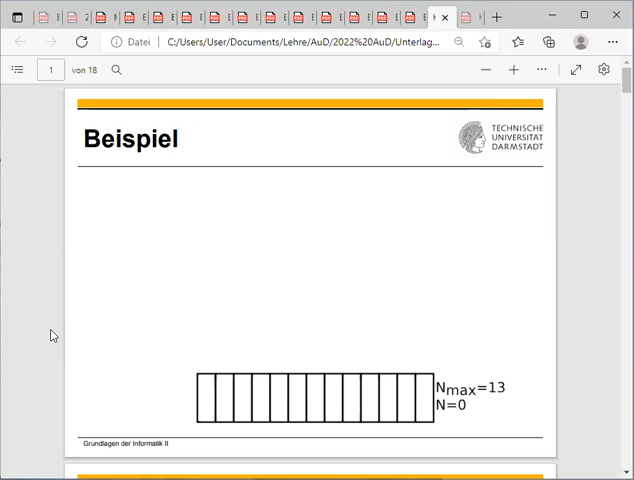 Datei
C:/Users/User/Documents/Lehre/AuD/2022%20AuD/Unterlag...
1 von 18
Beispiel
TECHNISCHE
UNIVERSITÄT
DARMSTADT
Nmax=13
N=0
Grundlagen der Informatik II